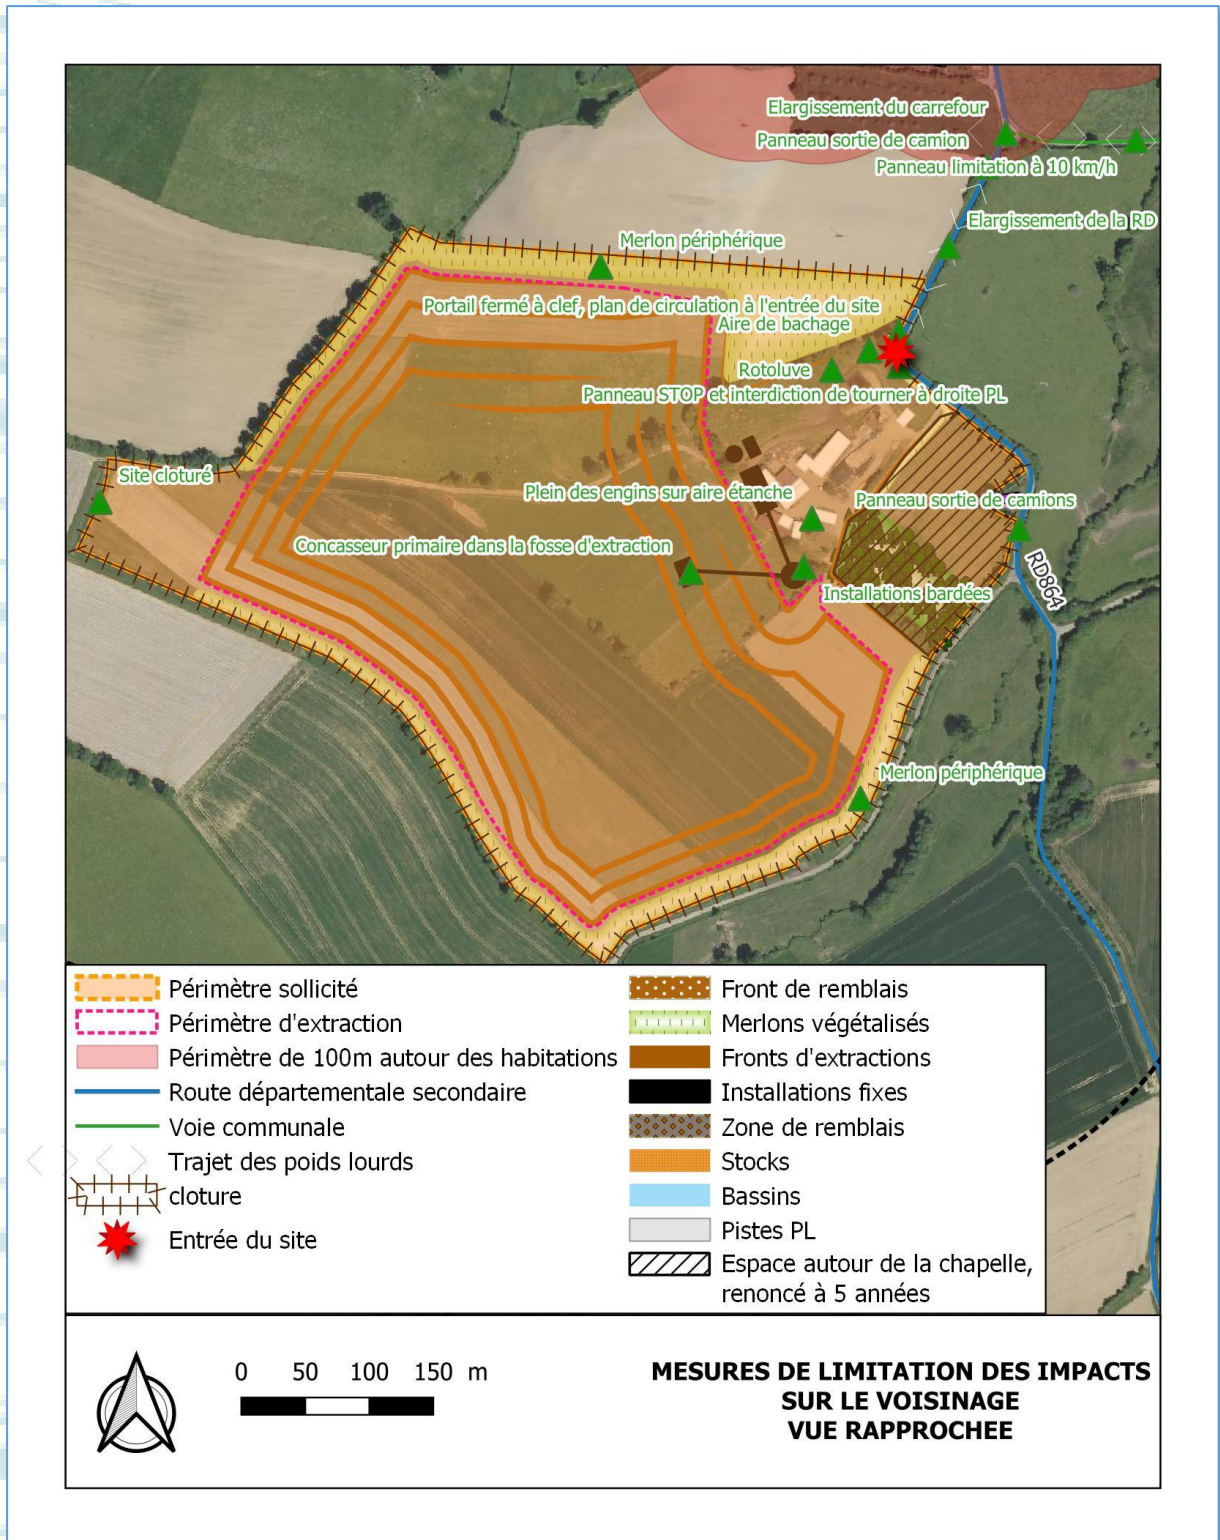 Elargissement du carrefour
Panneau sortie de camion
Panneau limitation à 10 km/h
Elargissement de la RD
Merlon périphérique
Portail fermé à clef, plan de circulation à l'entrée du site
Aire de bachage
Rotoluve
Panneau STOP et interdiction de tourner à droite PL
Site cloturé
Plein des engins sur aire étanche
Panneau sortie de camions
Concasseur primaire dans la fosse d'extraction
Installations bardées
RD864
Merlon périphérique
Périmètre sollicité
Périmètre d'extraction
Périmètre de 100m autour des habitations
Route départementale secondaire
Voie communale
Trajet des poids lourds
cloture
Entrée du site
Front de remblais
Merlons végétalisés
Fronts d'extractions
Installations fixes
Zone de remblais
Stocks
Bassins
Pistes PL
Espace autour de la chapelle,
renoncé à 5 années
0 50 100 150 m
MESURES DE LIMITATION DES IMPACTS
SUR LE VOISINAGE
VUE RAPPROCHEE